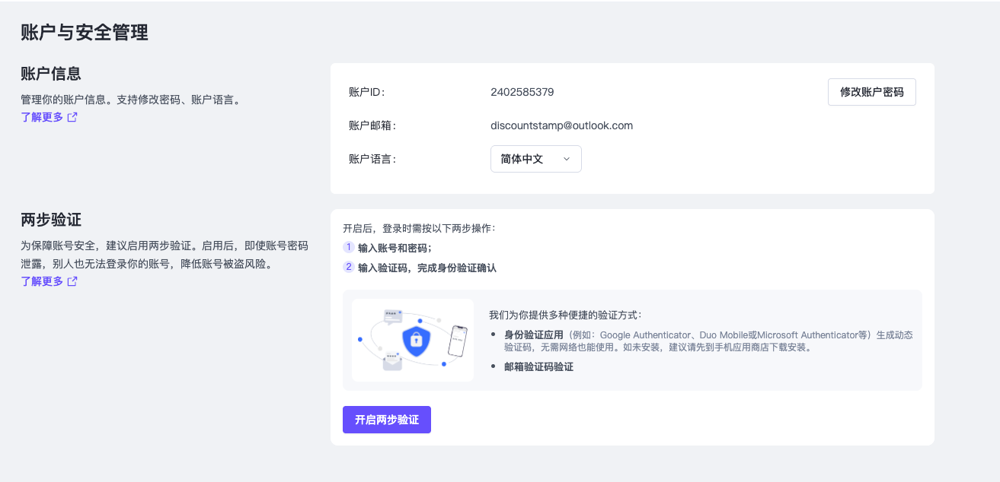 账户与安全管理
账户信息
管理你的账户信息。支持修改密码、账户语言。
了解更多
账户ID：
2402585379
修改账户密码
账户邮箱：
discountstamp@outlook.com
账户语言：
简体中文
两步验证
为保障账号安全，建议启用两步验证。启用后，即使账号密码
泄露，别人也无法登录你的账号，降低账号被盗风险。
了解更多
开启后，登录时需按以下两步操作：
1 输入账号和密码；
2 输入验证码，完成身份验证确认
我们为你提供多种便捷的验证方式：
• 身份验证应用（例如：Google Authenticator、Duo Mobile或Microsoft Authenticator等）生成动态
验证码，无需网络也能使用。如未安装，建议请先到手机应用商店下载安装。
• 邮箱验证码验证
开启两步验证